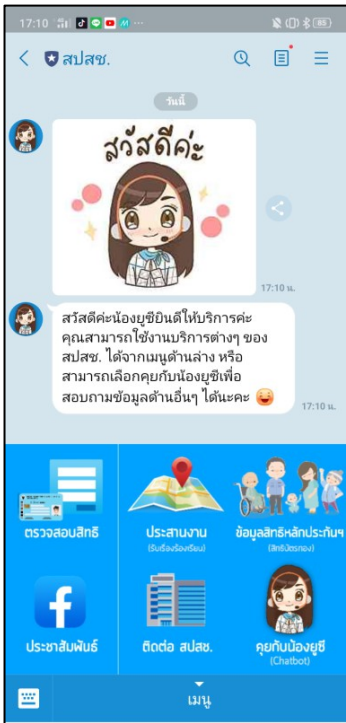 17:10
85
สปสช.
วันนี้
สวัสดีค่ะ
17:10 น.
สวัสดีค่ะน้องยูซียินดีให้บริการค่ะ
คุณสามารถใช้งานบริการต่างๆ ของ
สปสช. ได้จากเมนูด้านล่าง หรือ
สามารถเลือกคุยกับน้องยูซีเพื่อ
สอบถามข้อมูลด้านอื่นๆ ได้นะคะ
17:10 น.
ตรวจสอบสิทธิ
ประสานงาน
(รับเรื่องร้องเรียน)
ข้อมูลสิทธิหลักประกันฯ
(สิทธิบัตรทอง)
ประชาสัมพันธ์
ติดต่อ สปสช.
คุยกับน้องยูซี
(Chatbot)
เมนู